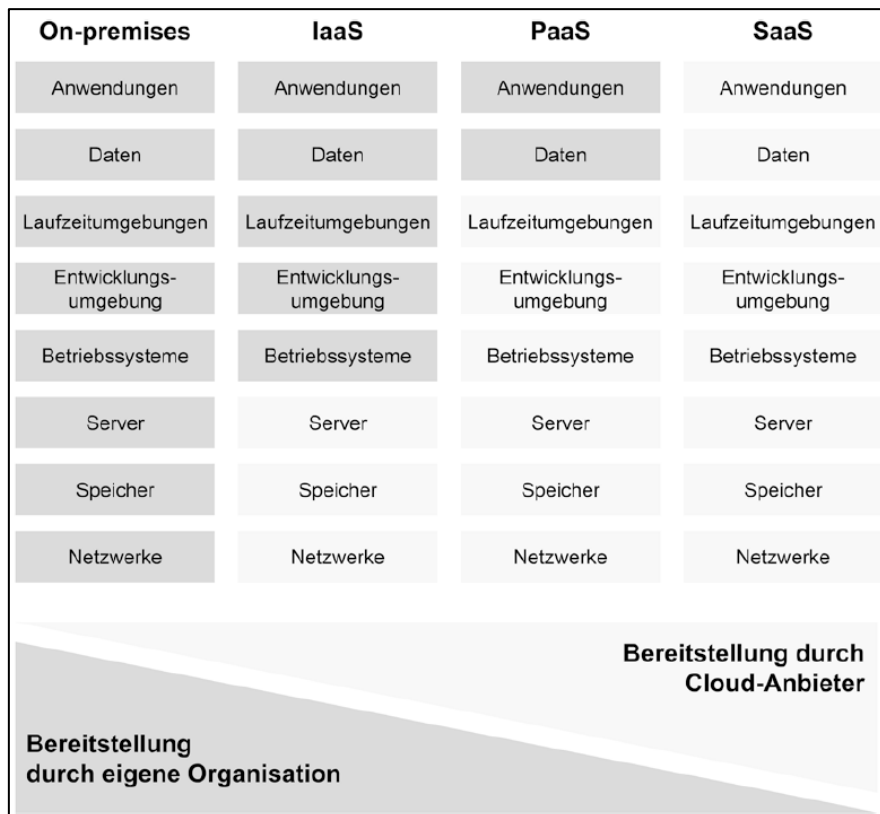 On-premises IaaS PaaS SaaS
Anwendungen Anwendungen Anwendungen Anwendungen
Daten Daten Daten Daten
Laufzeitumgebungen Laufzeitumgebungen Laufzeitumgebungen Laufzeitumgebungen
Entwicklungs- Entwicklungs- Entwicklungs- Entwicklungs-
umgebung umgebung umgebung umgebung
Betriebssysteme Betriebssysteme Betriebssysteme Betriebssysteme
Server Server Server Server
Speicher Speicher Speicher Speicher
Netzwerke Netzwerke Netzwerke Netzwerke
Bereitstellung durch
Cloud-Anbieter
Bereitstellung
durch eigene Organisation